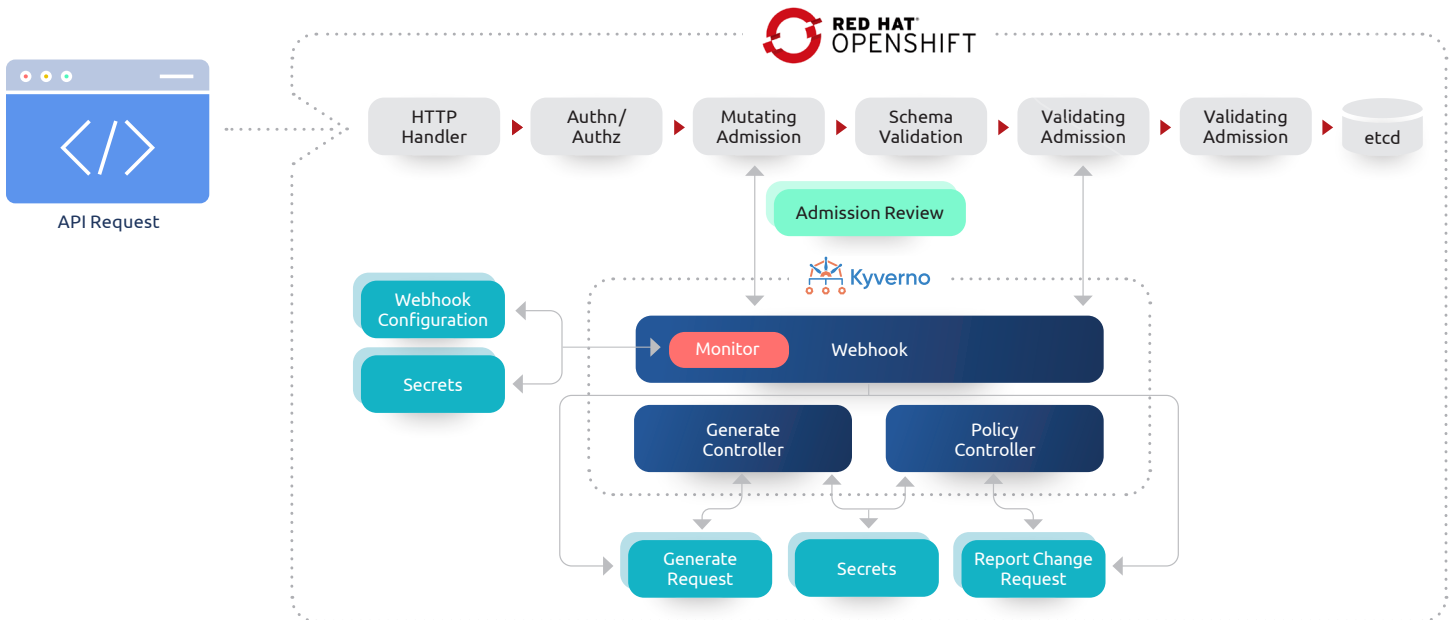 RED HAT®
OPENSHIFT
API Request
HTTP
Handler
Authn/
Authz
Mutating
Admission
Schema
Validation
Validating
Admission
Validating
Admission
etcd
Admission Review
Kyverno
Webhook
Configuration
Secrets
Monitor
Webhook
Generate
Controller
Policy
Controller
Generate
Request
Secrets
Report Change
Request